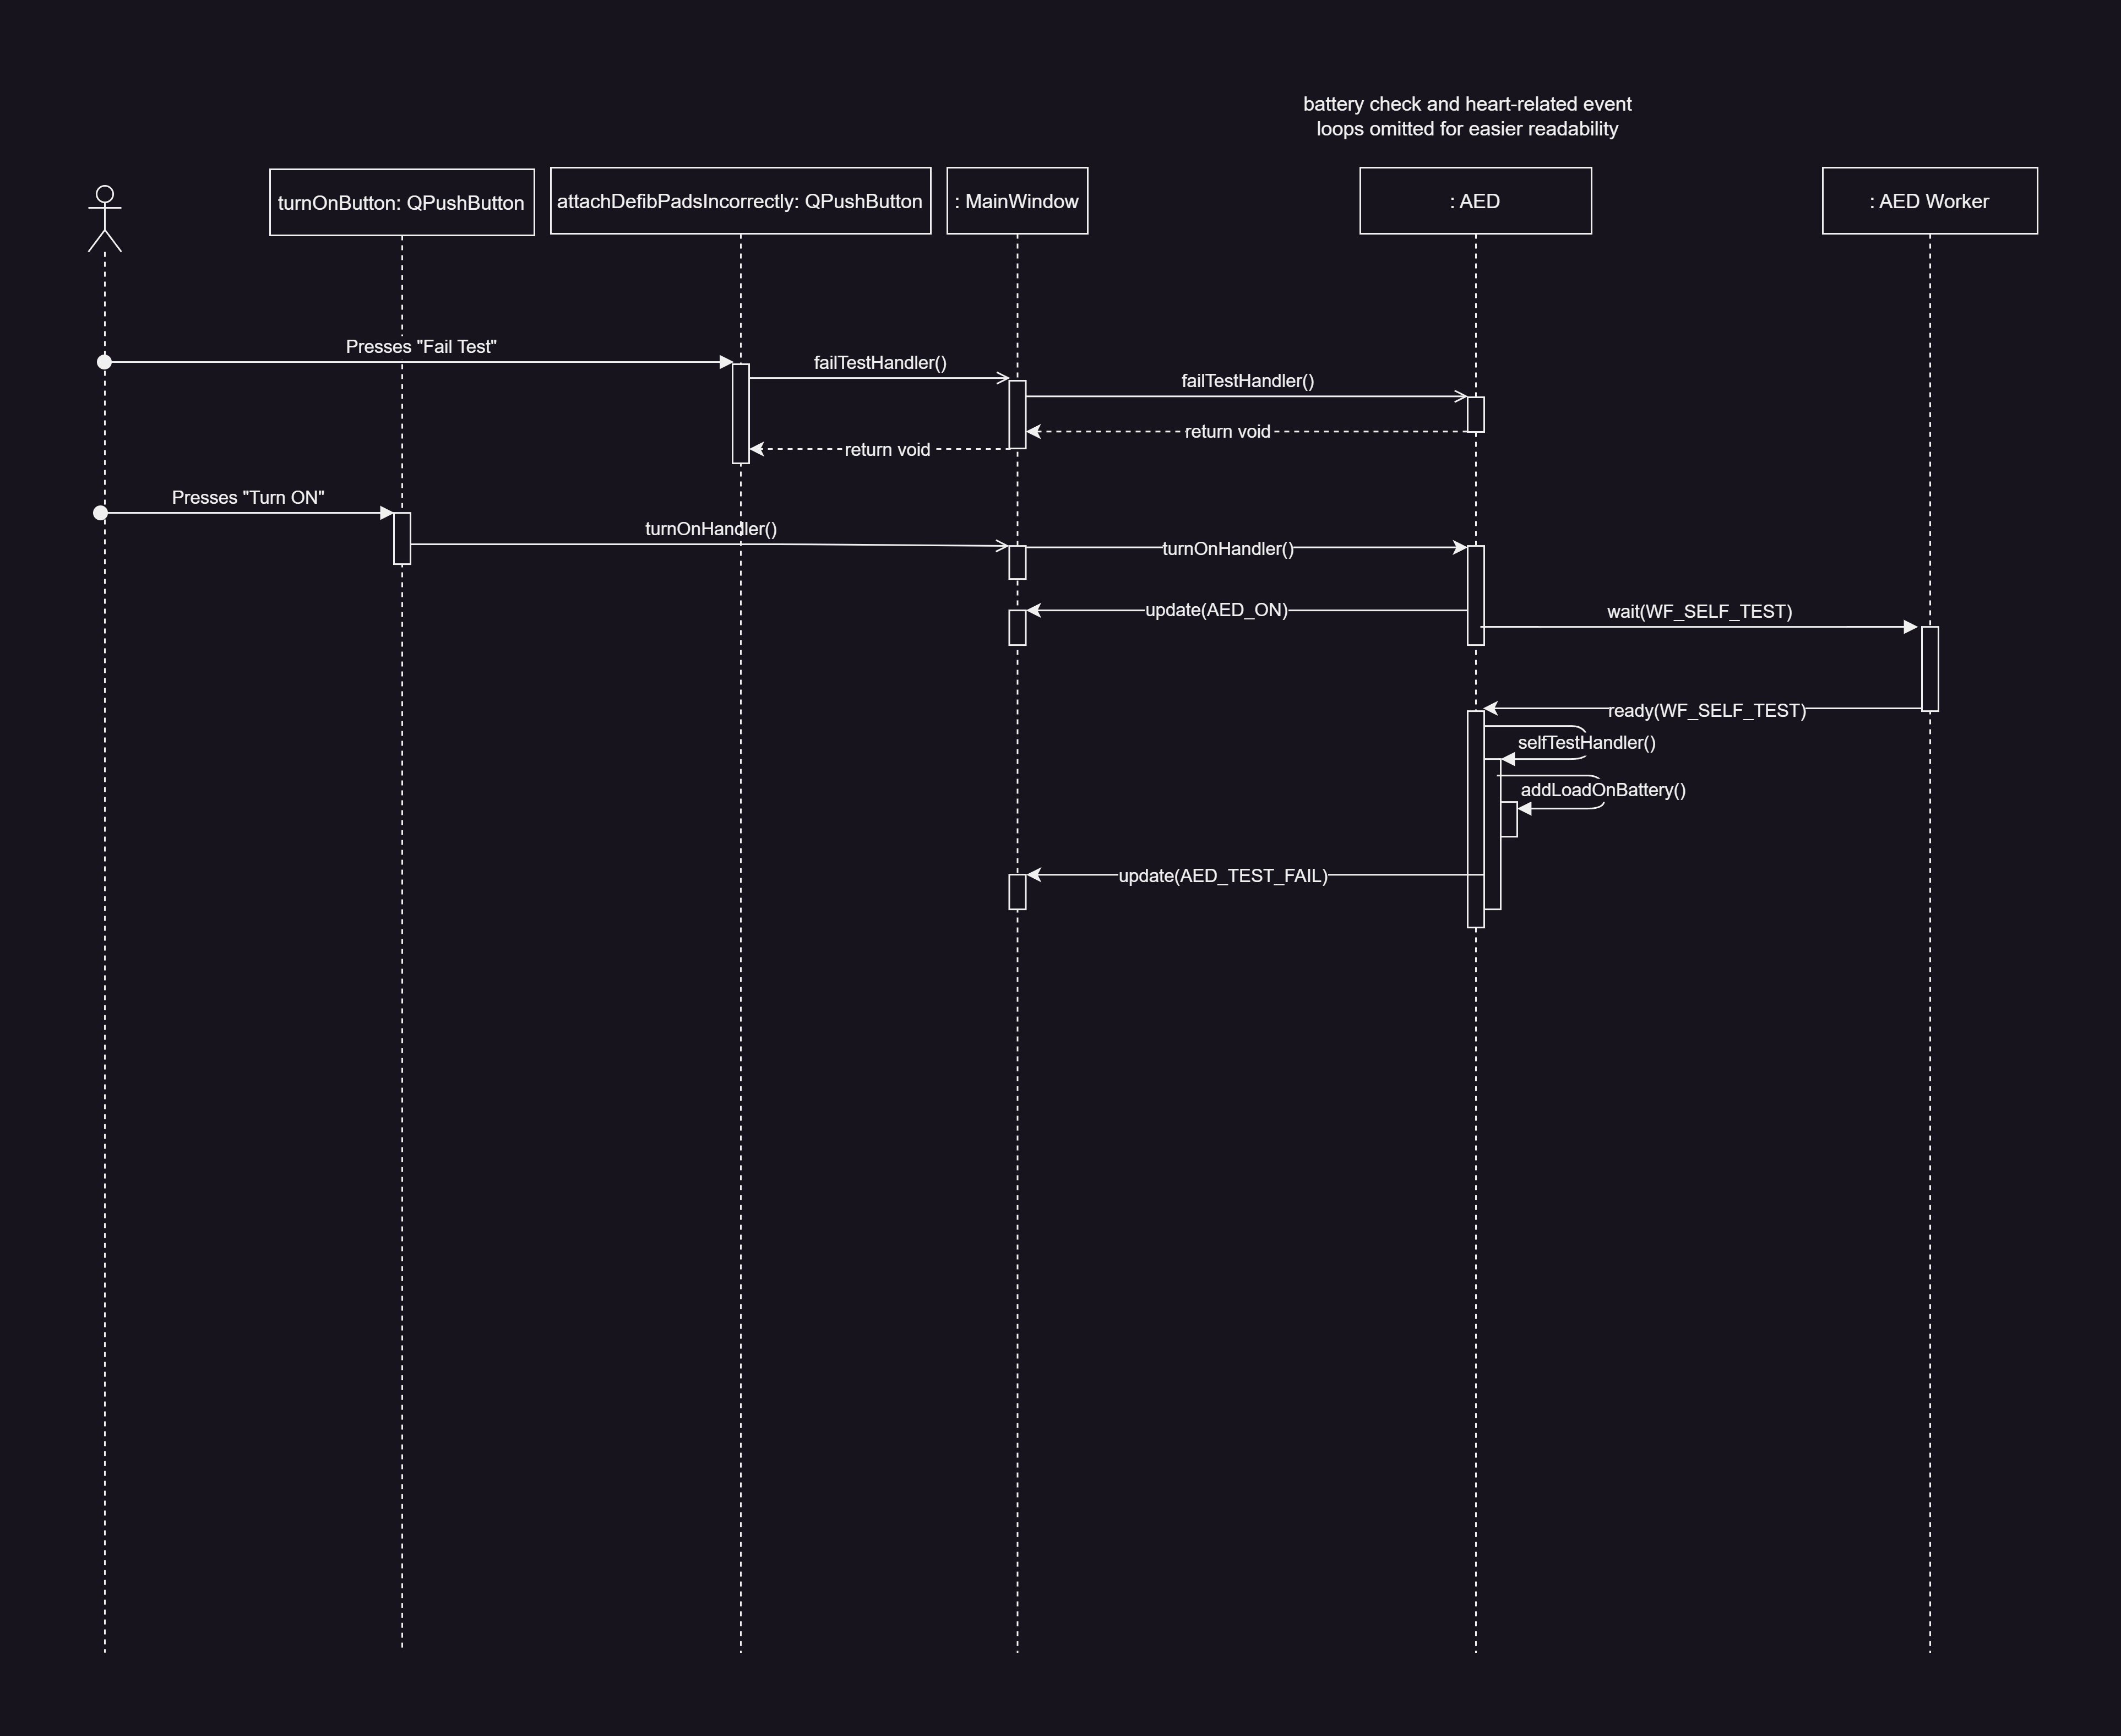 battery check and heart-related event
loops omitted for easier readability
turnOnButton: QPushButton
attachDefibPadsIncorrectly: QPushButton
: MainWindow
: AED
: AED Worker
Presses "Fail Test"
failTestHandler()
failTestHandler()
return void
return void
Presses "Turn ON"
turnOnHandler()
turnOnHandler()
update(AED_ON)
wait(WF_SELF_TEST)
ready(WF_SELF_TEST)
selfTestHandler()
addLoadOnBattery()
update(AED_TEST_FAIL)